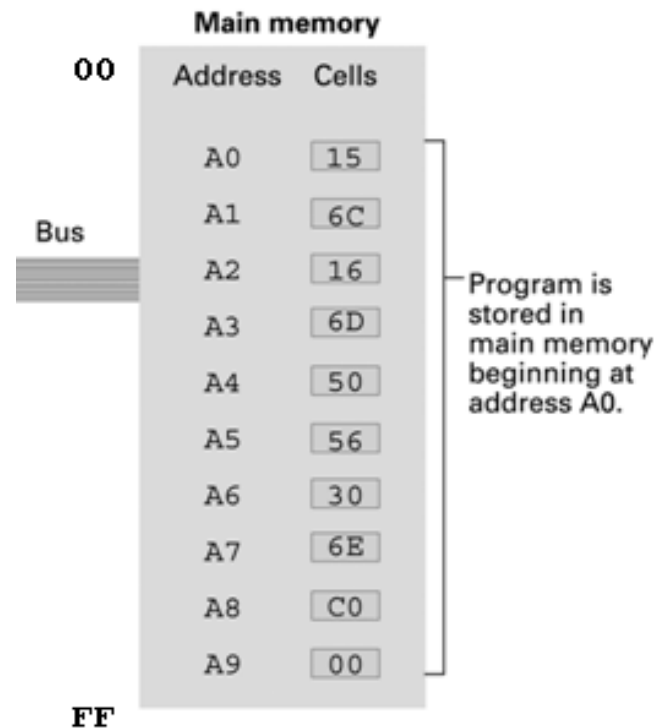 Main memory
00
Address Cells
A0 15
A1 6C
Bus
A2 16
A3 6D
A4 50
A5 56
A6 30
A7 6E
A8 C0
A9 00
FF
Program is
stored in
main memory
beginning at
address A0.